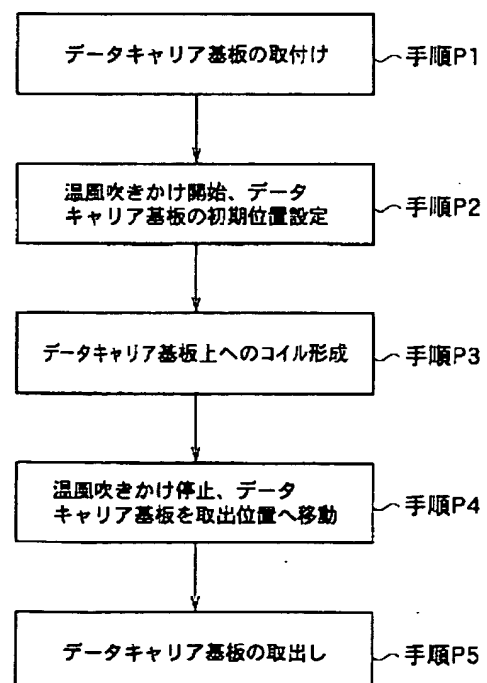 データキャリア基板の取付け
手順P1
温風吹きかけ開始、データ
キャリア基板の初期位置設定
手順P2
データキャリア基板上へのコイル形成
手順P3
温風吹きかけ停止、データ
キャリア基板を取出位置へ移動
手順P4
データキャリア基板の取出し
手順P5